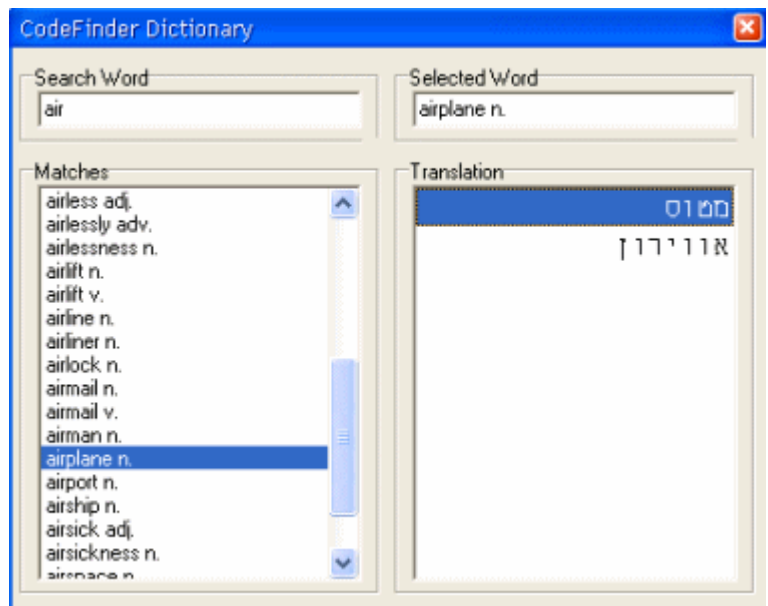 CodeFinder Dictionary
Search Word
air
Selected Word
airplane n.
Matches
airless adj.
airlessly adv.
airlessness n.
airlift n.
airlift v.
airline n.
airliner n.
airlock n.
airmail n.
airmail v.
airman n.
airplane n.
airport n.
airship n.
airsick adj.
airsickness n.
airspace n.
Translation
מטוס
אווירון